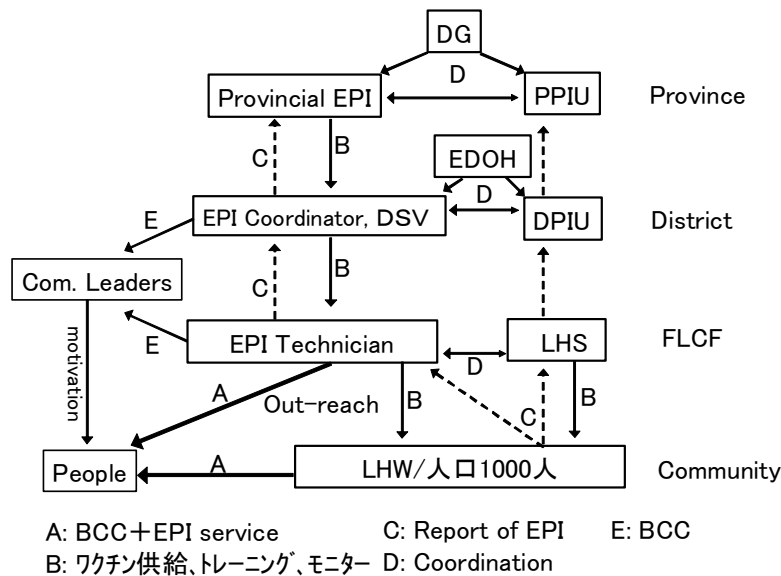 DG
D
Provincial EPI
PPIU
Province
C
B
EDOH
E
EPI Coordinator, DSV
D
DPIU
District
Com. Leaders
C
B
motivation
E
EPI Technician
LHS
FLCF
D
A
Out-reach
B
C
B
People
A
LHW/人口1000人
Community
A: BCC+EPI service
C: Report of EPI
E: BCC
B: ワクチン供給、トレーニング、モニター
D: Coordination